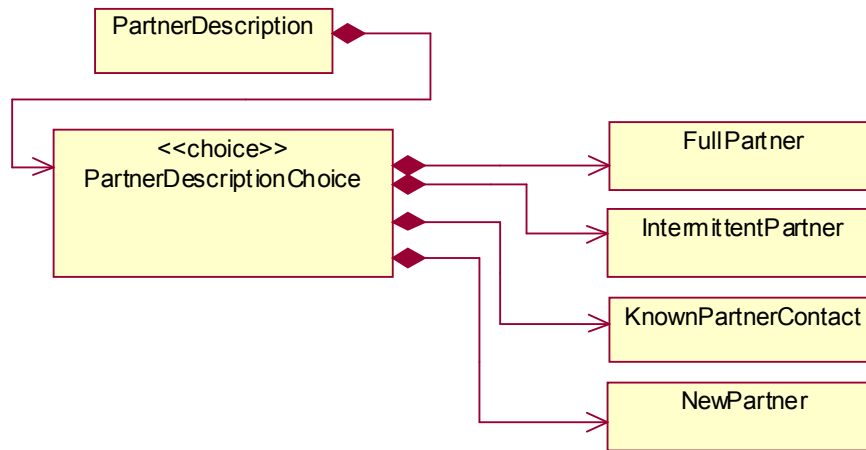 PartnerDescription
<<choice>>
PartnerDescriptionChoice
FullPartner
IntermittentPartner
KnownPartnerContact
NewPartner